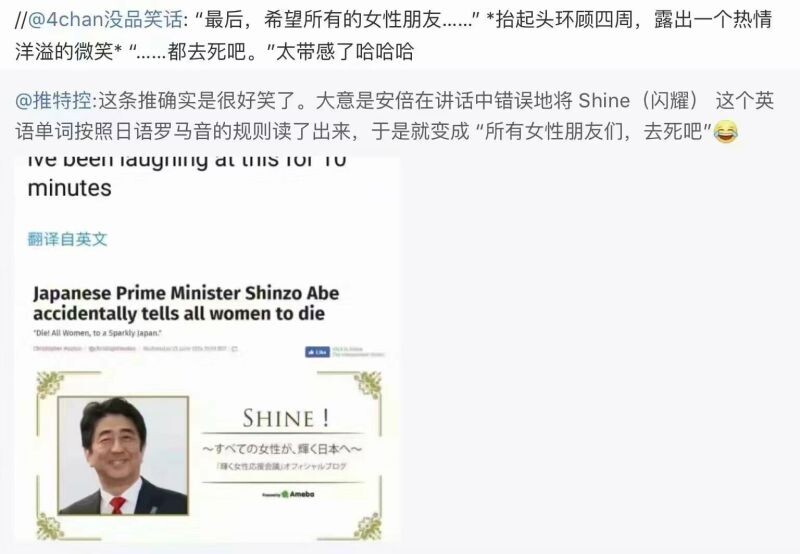 //@4chan没品笑话: “最后，希望所有的女性朋友……” *抬起头环顾四周，露出一个热情
洋溢的微笑* “……都去死吧。”太带感了哈哈哈
@推特控:这条推确实是很好笑了。大意是安倍在讲话中错误地将 Shine（闪耀） 这个英
语单词按照日语罗马音的规则读了出来，于是就变成 “所有女性朋友们，去死吧”😂
I've been laughing at this for 10
minutes
翻译自英文
Japanese Prime Minister Shinzo Abe
accidentally tells all women to die
"Die! All Women, to a Sparkly Japan."
Like
SHINE！
～すべての女性が、輝く日本へ～
「輝く女性応援会議」オフィシャルブログ
Powered by Ameba